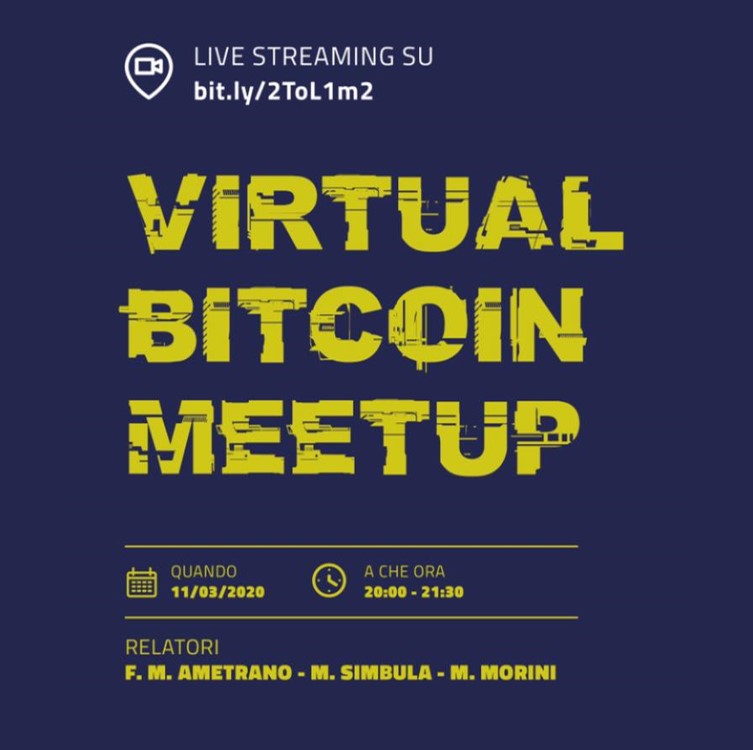 LIVE STREAMING SU
bit.ly/2ToL1m2
VIRTUAL
BITCOIN
MEETUP
QUANDO
11/03/2020
A CHE ORA
20:00 - 21:30
RELATORI
F. M. AMETRANO - M. SIMBULA - M. MORINI